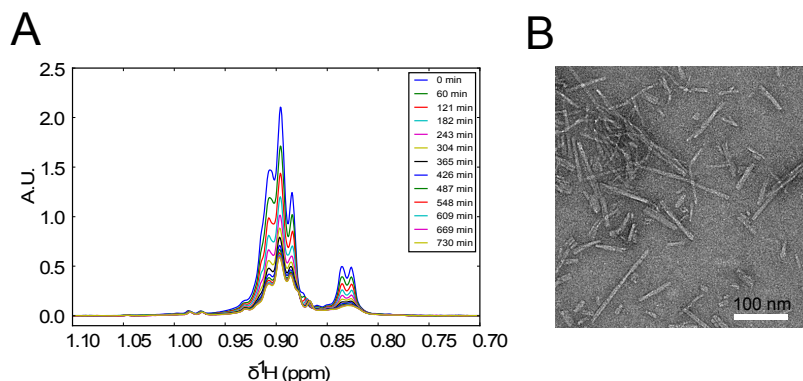 A
B
2.5
2.0
1.5
1.0
0.5
0.0
A.U.
0 min
60 min
121 min
182 min
243 min
304 min
365 min
426 min
487 min
548 min
609 min
669 min
730 min
1.10 1.05 1.00 0.95 0.90 0.85 0.80 0.75 0.70
δ¹H (ppm)
100 nm